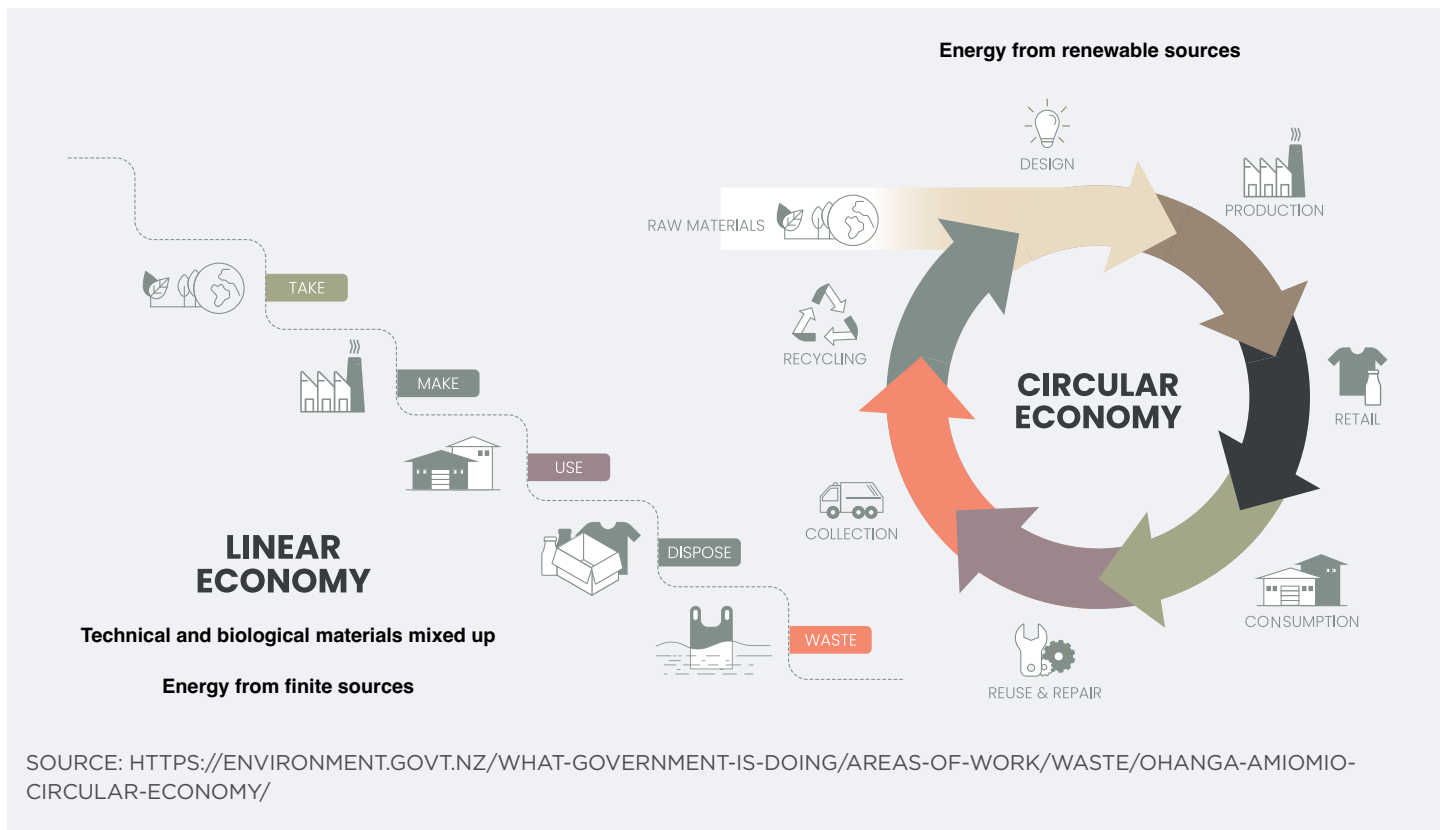 Energy from renewable sources
DESIGN
PRODUCTION
RAW MATERIALS
TAKE
RECYCLING
MAKE
CIRCULAR
ECONOMY
RETAIL
USE
COLLECTION
LINEAR
ECONOMY
DISPOSE
CONSUMPTION
Technical and biological materials mixed up
WASTE
Energy from finite sources
REUSE & REPAIR
SOURCE: HTTPS://ENVIRONMENT.GOVT.NZ/WHAT-GOVERNMENT-IS-DOING/AREAS-OF-WORK/WASTE/OHANGA-AMIOMIO-
CIRCULAR-ECONOMY/